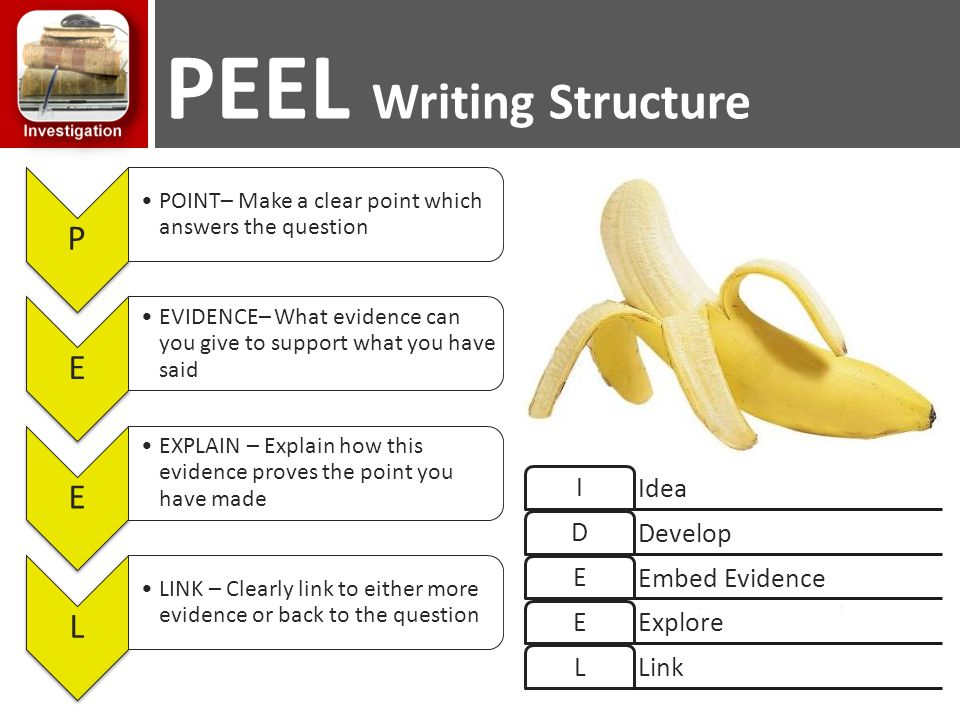 Investigation
PEEL Writing Structure
P
• POINT– Make a clear point which
answers the question
E
• EVIDENCE– What evidence can
you give to support what you have
said
E
• EXPLAIN – Explain how this
evidence proves the point you
have made
L
• LINK – Clearly link to either more
evidence or back to the question
I Idea
D Develop
E Embed Evidence
E Explore
L Link